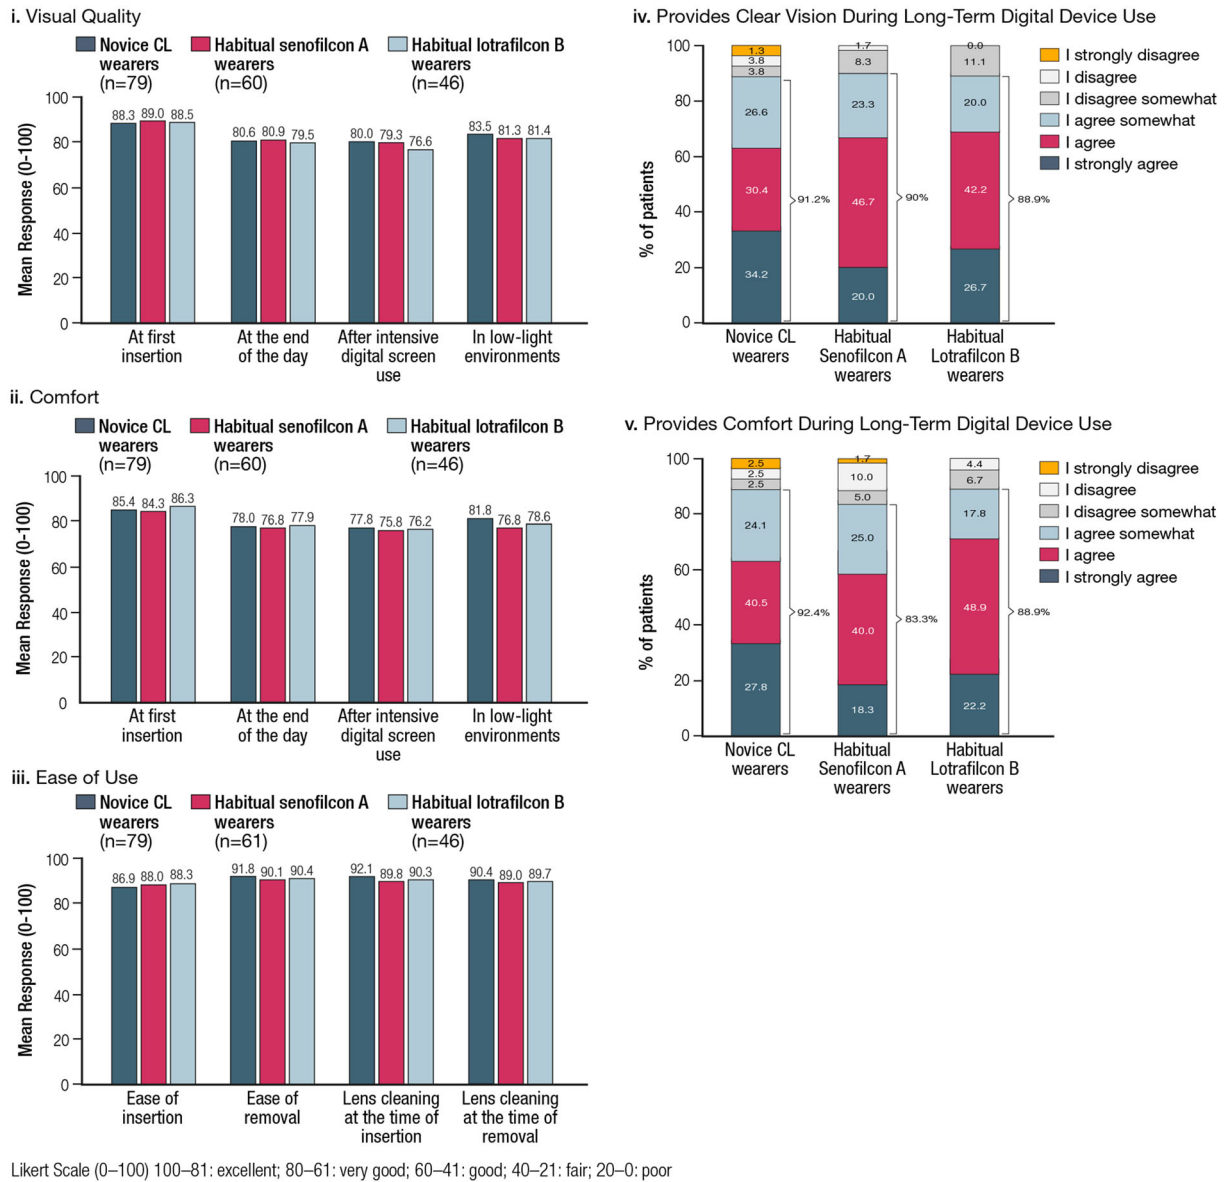 i. Visual Quality
Novice CL wearers (n=79)
Habitual senofilcon A wearers (n=60)
Habitual lotrafilcon B wearers (n=46)
Mean Response (0-100)
100
80
60
40
20
0
88.3 89.0 88.5
80.6 80.9 79.5
80.0 79.3 76.6
83.5 81.3 81.4
At first insertion
At the end of the day
After intensive digital screen use
In low-light environments
ii. Comfort
Novice CL wearers (n=79)
Habitual senofilcon A wearers (n=60)
Habitual lotrafilcon B wearers (n=46)
Mean Response (0-100)
100
80
60
40
20
0
85.4 84.3 86.3
78.0 76.8 77.9
77.8 75.8 76.2
81.8 76.8 78.6
At first insertion
At the end of the day
After intensive digital screen use
In low-light environments
iii. Ease of Use
Novice CL wearers (n=79)
Habitual senofilcon A wearers (n=61)
Habitual lotrafilcon B wearers (n=46)
Mean Response (0-100)
100
80
60
40
20
0
86.9 88.0 88.3
91.8 90.1 90.4
92.1 89.8 90.3
90.4 89.0 89.7
Ease of insertion
Ease of removal
Lens cleaning at the time of insertion
Lens cleaning at the time of removal
iv. Provides Clear Vision During Long-Term Digital Device Use
% of patients
100
80
60
40
20
0
1.3
3.8
3.8
26.6
30.4
34.2
91.2%
1.7
8.3
23.3
46.7
20.0
90%
0.0
11.1
20.0
42.2
26.7
88.9%
Novice CL wearers
Habitual Senofilcon A wearers
Habitual Lotrafilcon B wearers
I strongly disagree
I disagree
I disagree somewhat
I agree somewhat
I agree
I strongly agree
v. Provides Comfort During Long-Term Digital Device Use
% of patients
100
80
60
40
20
0
2.5
2.5
2.5
24.1
40.5
27.8
92.4%
1.7
10.0
5.0
25.0
40.0
18.3
83.3%
4.4
6.7
17.8
48.9
22.2
88.9%
Novice CL wearers
Habitual Senofilcon A wearers
Habitual Lotrafilcon B wearers
I strongly disagree
I disagree
I disagree somewhat
I agree somewhat
I agree
I strongly agree
Likert Scale (0–100) 100–81: excellent; 80–61: very good; 60–41: good; 40–21: fair; 20–0: poor